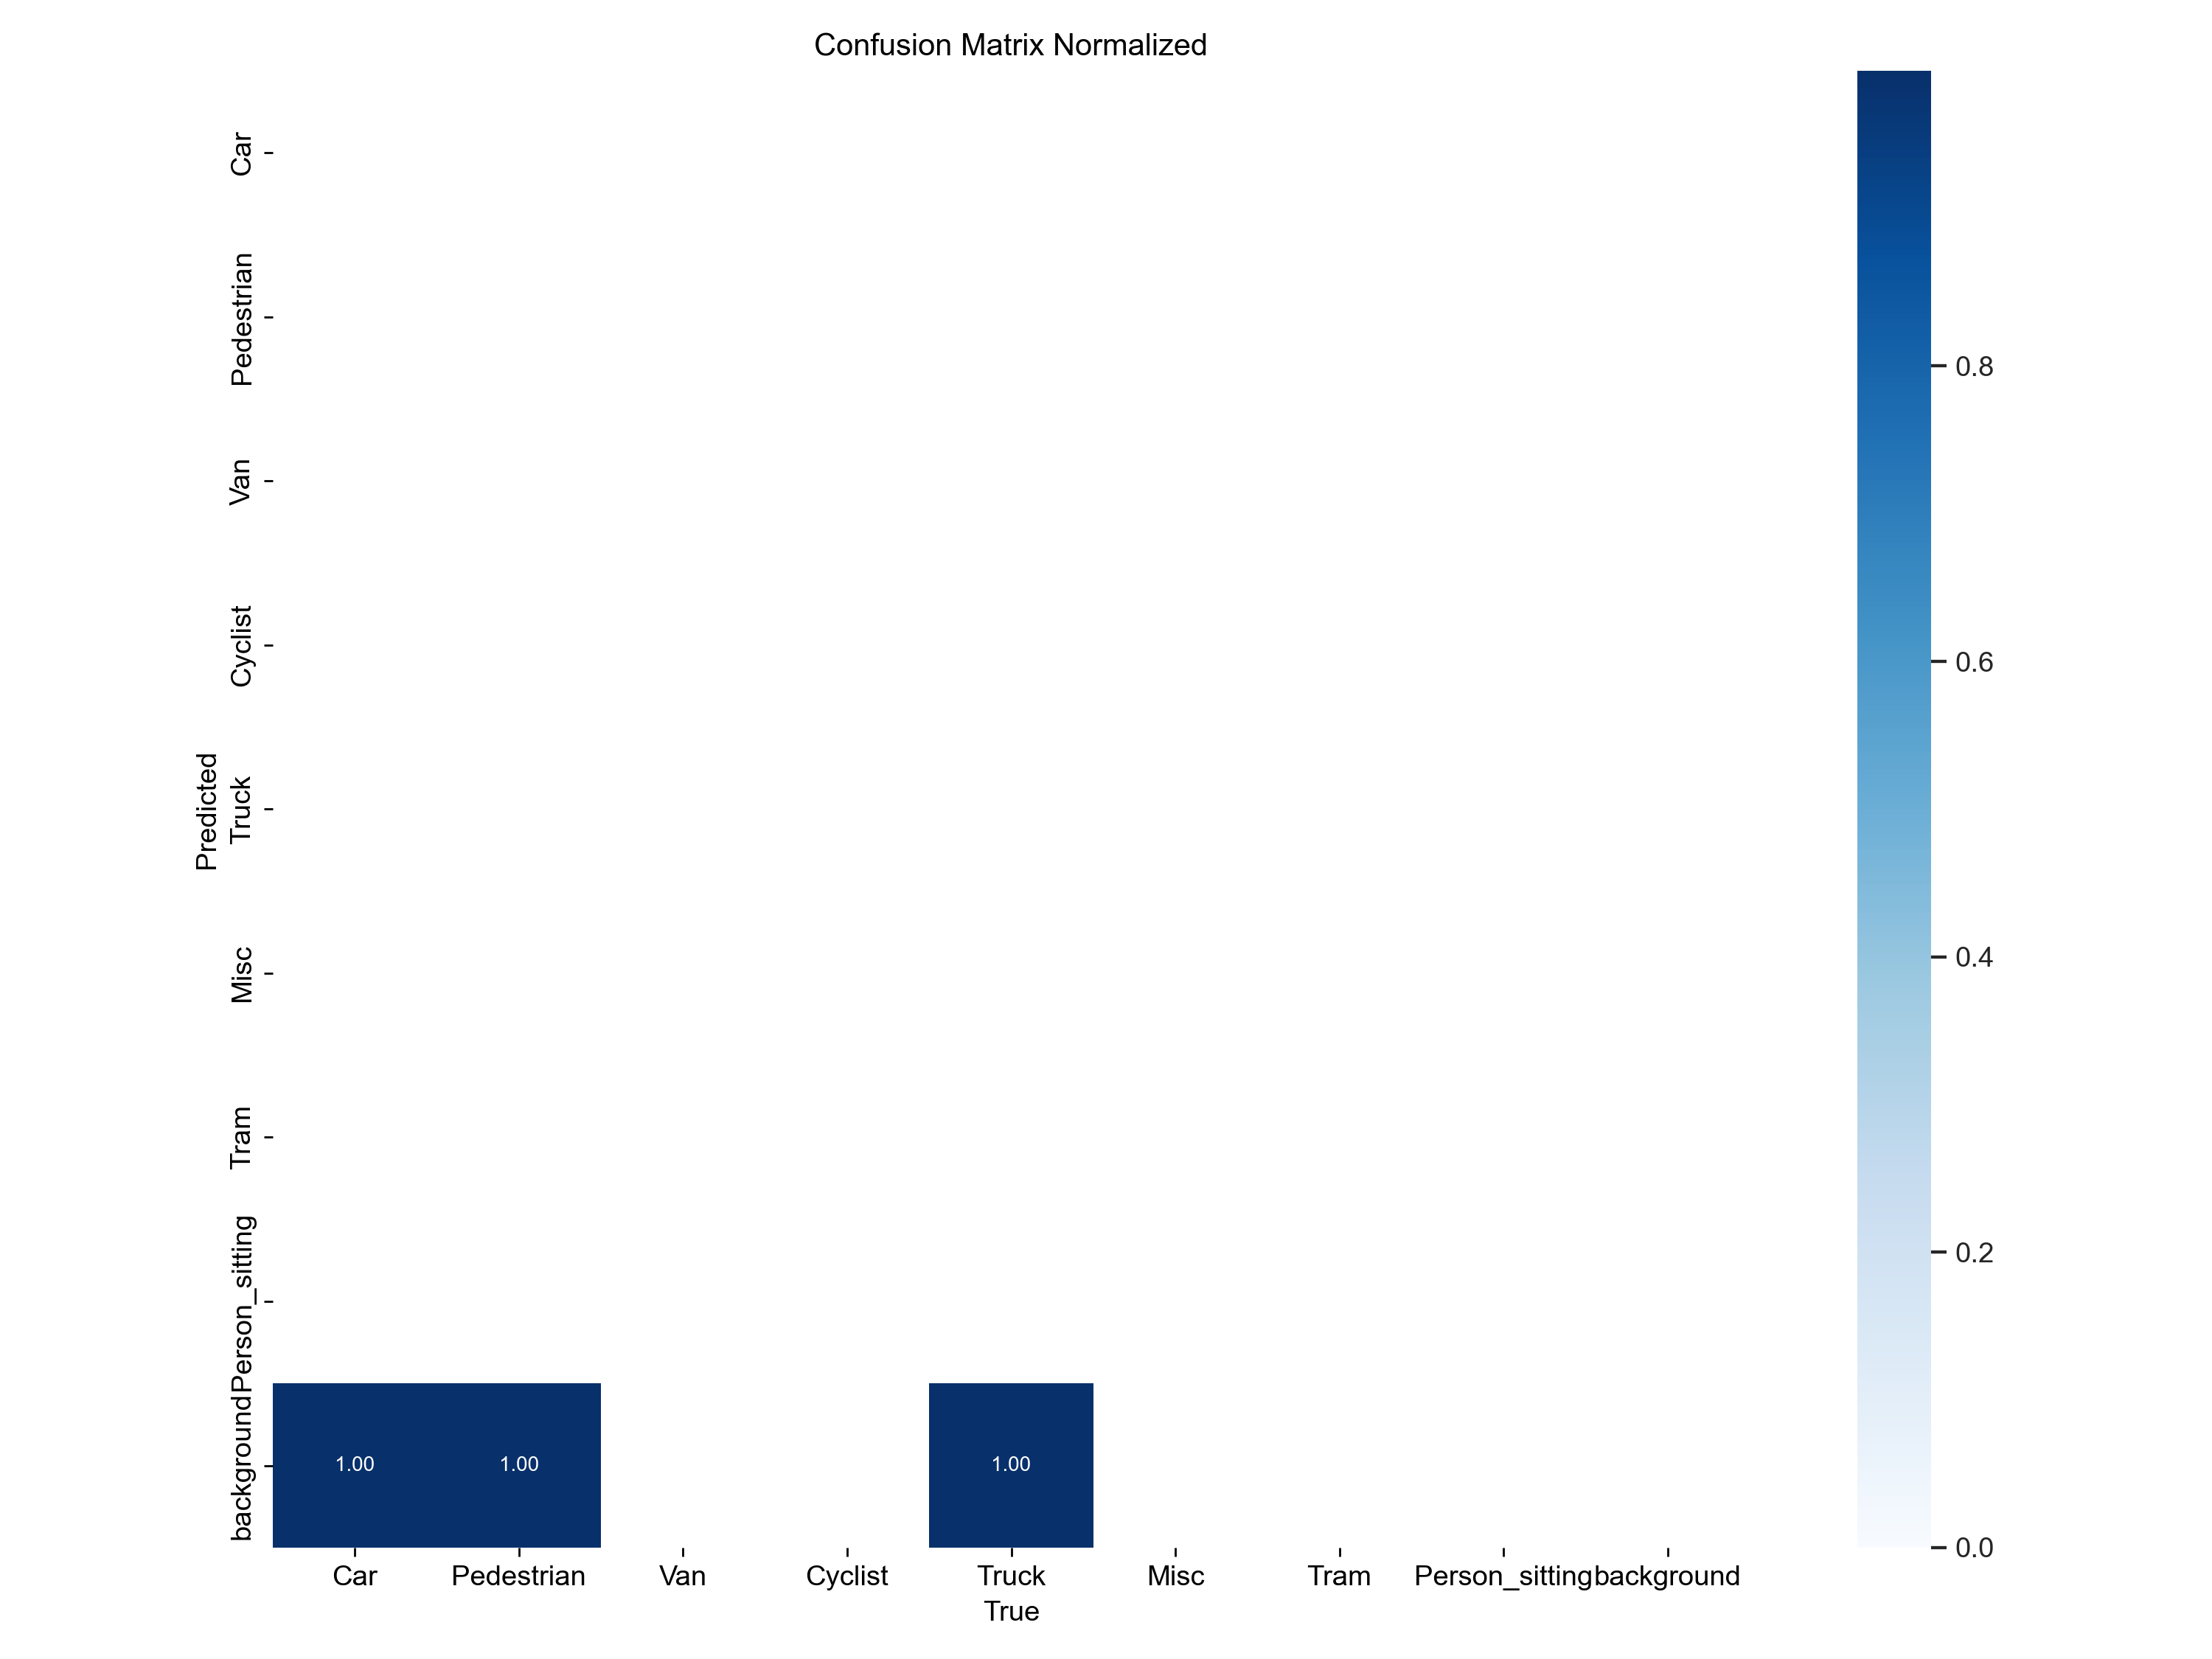 Confusion Matrix Normalized
Car
Pedestrian
Van
Cyclist
Truck
Misc
Tram
Person_sitting
background
Predicted
1.00 1.00 1.00
Car Pedestrian Van Cyclist Truck Misc Tram Person_sitting background
True
0.8
0.6
0.4
0.2
0.0